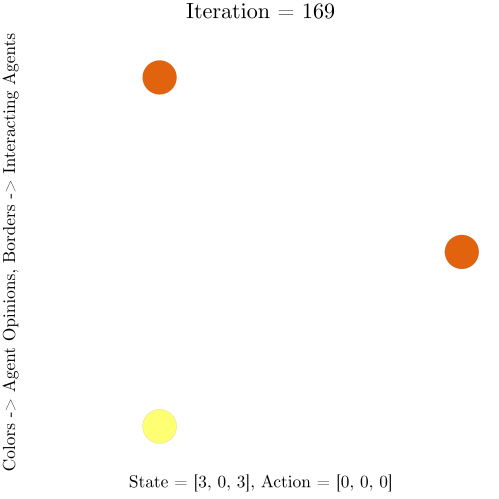 Iteration = 169
Colors -> Agent Opinions, Borders -> Interacting Agents
State = [3, 0, 3], Action = [0, 0, 0]